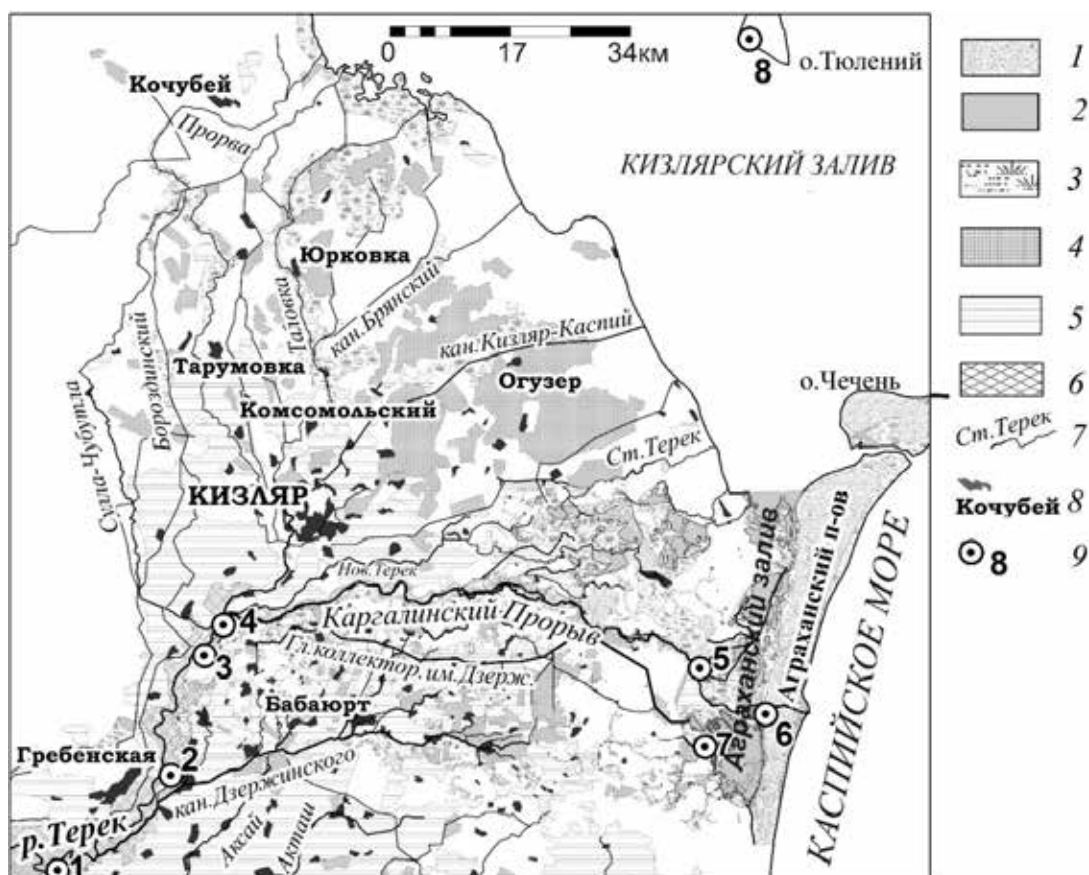 0 17 34км
8
о.Тюлений
Кочубей
Прорва
КИЗЛЯРСКИЙ ЗАЛИВ
Юрковка
Таловка
кан.Брянский
кан.Кизляр-Каспий
Бороздинский
Тарумовка
Огузер
Комсомольский
о.Чечень
Сулла-Чубутла
Ст.Терек
КИЗЛЯР
Нов.Терек
Аграханский залив
Аграханский п-ов
КАСПИЙСКОЕ МОРЕ
4
Каргалинский Прорыв
3
Гл.коллектор.им.Дзерж.
5
Бабаюрт
6
7
Гребенская
2
кан.Дзержинского
р.Терек
Аксай
Акташ
1
1
2
3
4
5
6
Ст.Терек 7
Кочубей 8
8 9